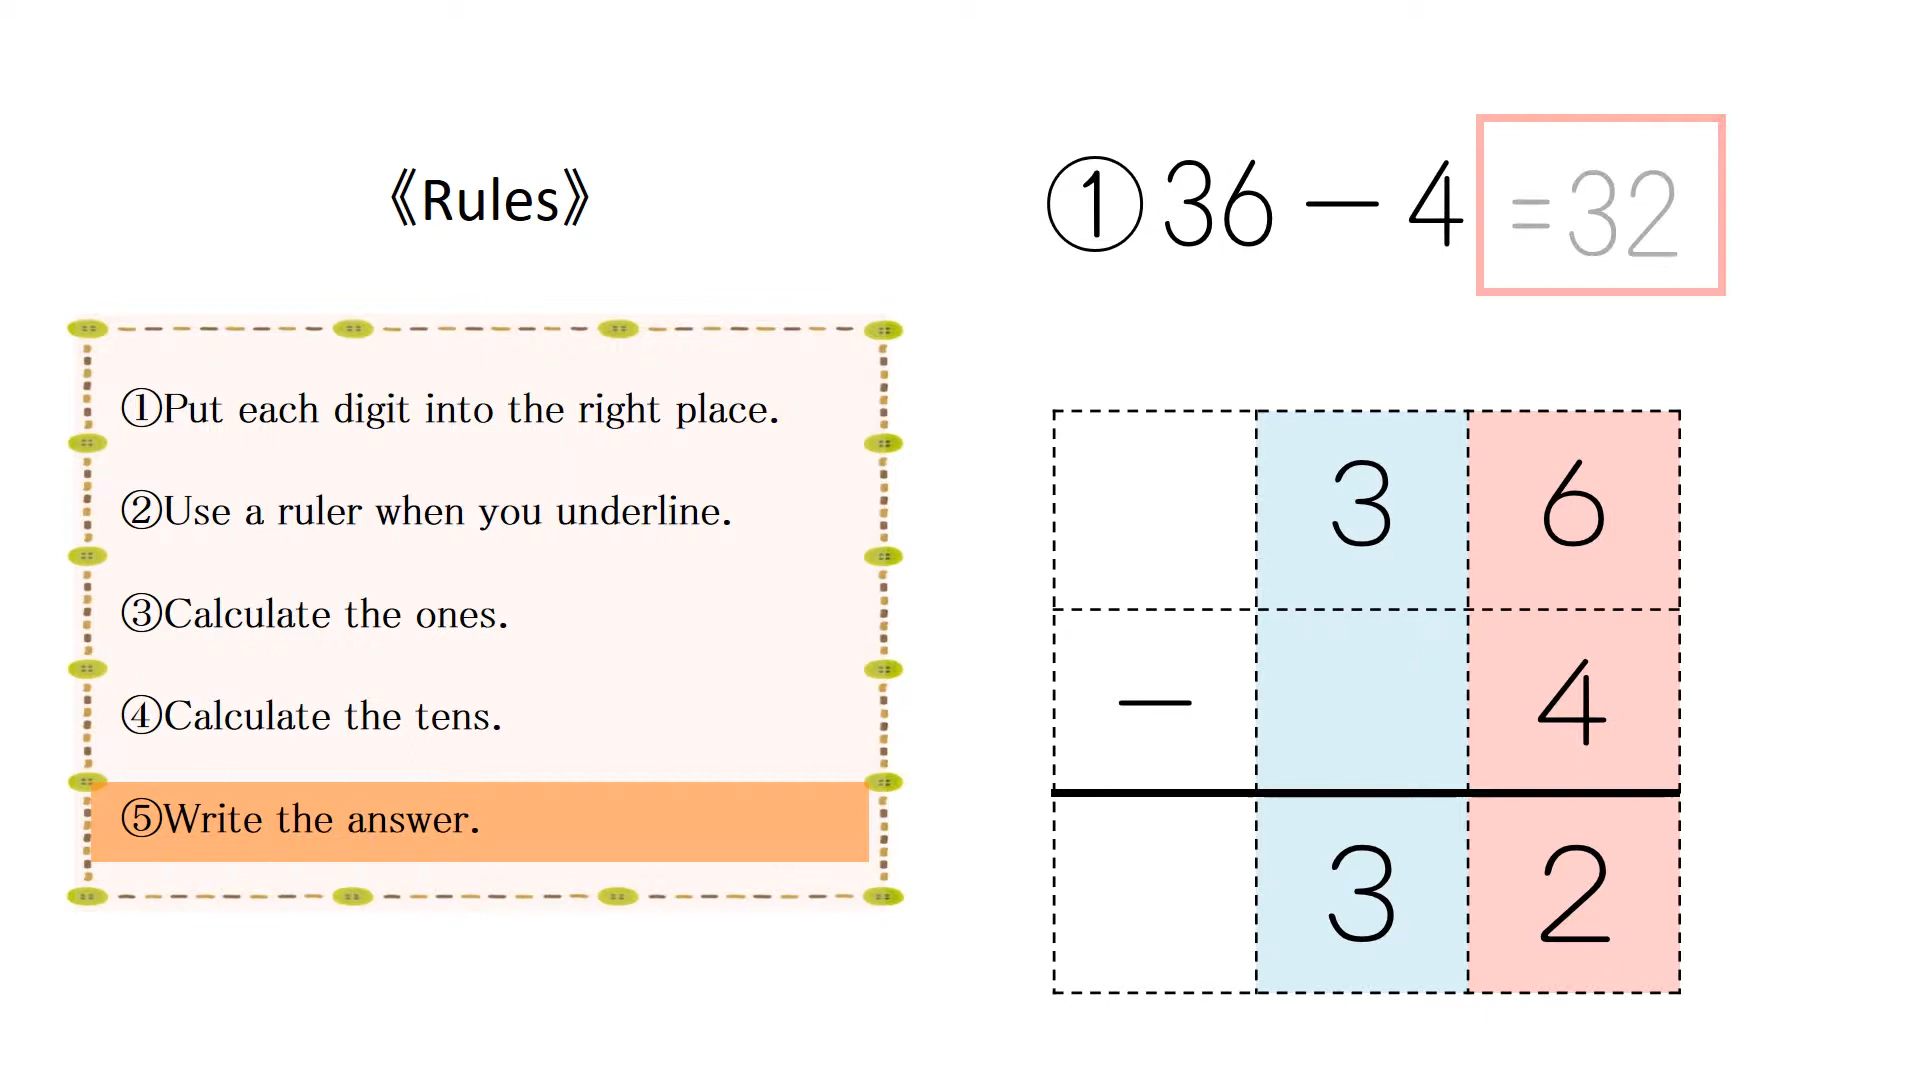 《Rules》
①Put each digit into the right place.
②Use a ruler when you underline.
③Calculate the ones.
④Calculate the tens.
⑤Write the answer.
①36－4 =32
3 6
－ 4
3 2